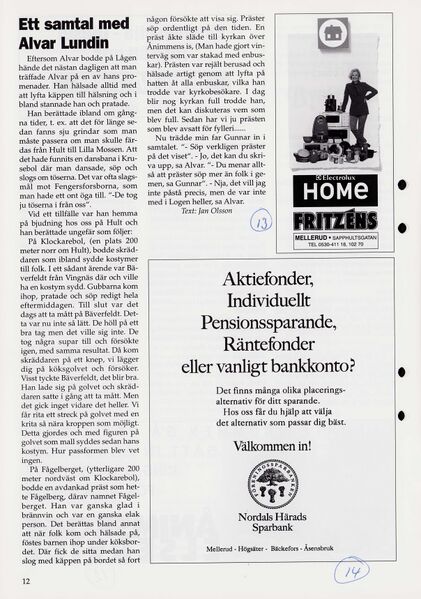 Ett samtal med
Alvar Lundin
Eftersom Alvar bodde på Lågen
hände det nästan dagligen att man
träffade Alvar på en av hans pro-
menader. Han hälsade alltid med
att lyfta käppen till hälsning och i
bland stannade han och pratade.
Han berättade ibland om gång-
na tider, t. ex. att det för länge se-
dan fanns sju grindar som man
måste passera om man skulle fär-
das från Hult till Lilla Mossen. Att
det hade funnits en dansbana i Kru-
sebol där man dansade, söp och
slogs om töserna. Det var ofta slags-
mål mot Fengersforsborna, som
man hade ett ont öga till. "-De tog
ju töserna i från oss".
Vid ett tillfälle var han hemma
på bjudning hos oss på Hult och
han berättade ungefär som följer:
På Klockarebol, (en plats 200
meter norr om Hult), bodde skräd-
daren som ibland sydde kostymer
till folk. I ett sådant ärende var Bä-
verfeldt från Vingnäs där och ville
ha en kostym sydd. Gubbarna kom
ihop, pratade och söp redigt hela
eftermiddagen. Till slut var det
dags att ta mått på Bäverfeldt. Det-
ta var nu inte så lätt. De höll på ett
bra tag men det ville sig inte. De
tog några supar till och försökte
igen, med samma resultat. Då kom
skräddaren på ett knep, vi lägger
dig på köksgolvet och försöker.
Visst tyckte Bäverfeldt, det blir bra.
Han lade sig på golvet och skräd-
daren satte i gång att ta mått. Men
det gick inget vidare det heller. Vi
får rita ett streck på golvet med en
krita så nära kroppen som möjligt.
Detta gjordes och med figuren på
golvet som mall syddes sedan hans
kostym. Hur passformen blev vet
ingen.
På Fågelberget, (ytterligare 200
meter nordväst om Klockarebol),
bodde en avdankad präst som het-
te Fågelberg, därav namnet Fågel-
berget. Han var ganska glad i
brännvin och var en ganska elak
person. Det berättas bland annat
att när folk kom och hälsade på,
föstes barnen ihop under köksbor-
det. Där fick de sitta medan han
slog med käppen på bordet så fort
någon försökte att visa sig. Präster
söp ordentligt på den tiden. En
präst åkte släde till kyrkan över
Änimmens is, (Man hade gjort vin-
tervåg som var stakad med enbus-
kar). Prästen var rejält berusad och
hälsade artigt genom att lyfta på
hatten åt alla enbuskar, vilka han
trodde var kyrkobesökare. I dag
blir nog kyrkan full trodde han,
men det kan diskuteras vem som
blev full. Sedan har vi ju prästen
som blev avsatt för fylleri......
Nu trädde min far Gunnar in i
samtalet. "- Söp verkligen präster
på det viset". - Jo, det kan du skri-
va upp sa, Alvar. "- Du menar allt-
så att präster söp mer än folk i ge-
men, sa Gunnar". - Nja, det vill jag
inte påstå precis, men de var inte
med i Logen heller, sa Alvar.
Text: Jan Olsson
13
Electrolux
HOME
FRITZÉNS
MELLERUD • SAPPHULTSGATAN
TEL 0530-411 18, 102 70
Aktiefonder,
Individuellt
Pensionssparande,
Räntefonder
eller vanligt bankkonto?
Det finns många olika placerings-
alternativ för ditt sparande.
Hos oss får du hjälp att välja
det alternativ som passar dig bäst.
Välkommen in!
FÖRENINGSSPARBANKEN
Nordals Härads
Sparbank
Mellerud - Högsäter - Bäckefors - Åsensbruk
14
12